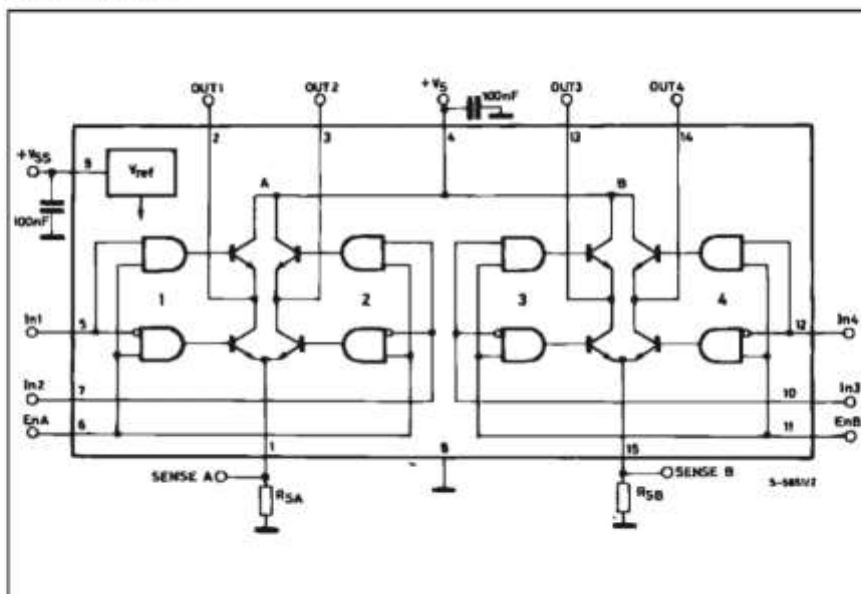 OUT1
OUT2
+VS
100nF
OUT3
OUT4
2
3
4
13
14
+VSS
Vref
A
B
100nF
1
2
3
4
In1
5
12
In4
In2
7
10
In3
EnA
6
11
EnB
1
8
15
SENSE A
RSA
SENSE B
RSB